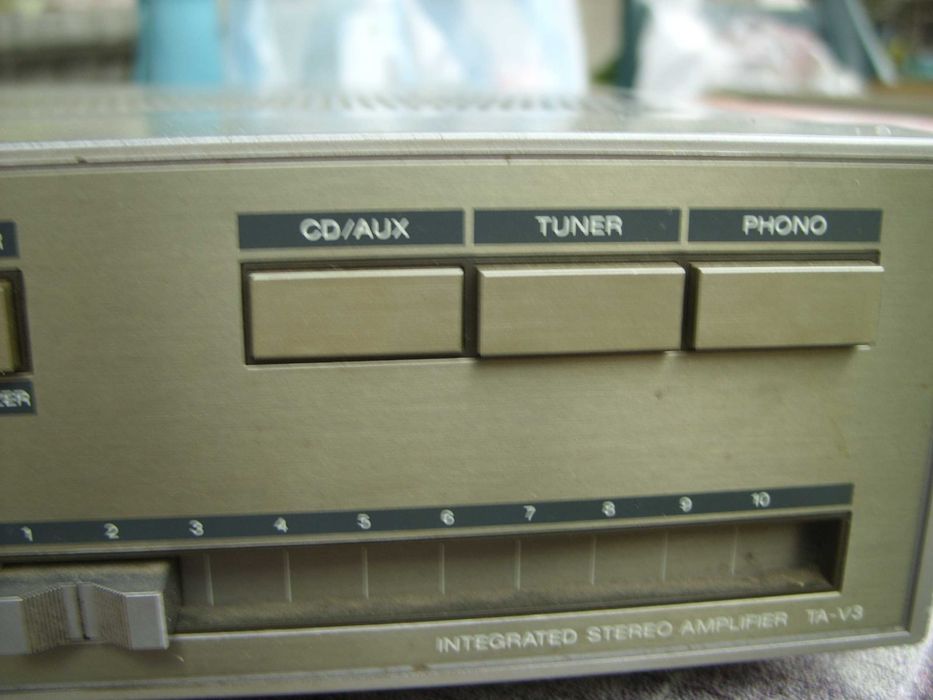 CD/AUX TUNER PHONO
1 2 3 4 5 6 7 8 9 10
INTEGRATED STEREO AMPLIFIER TA-V3